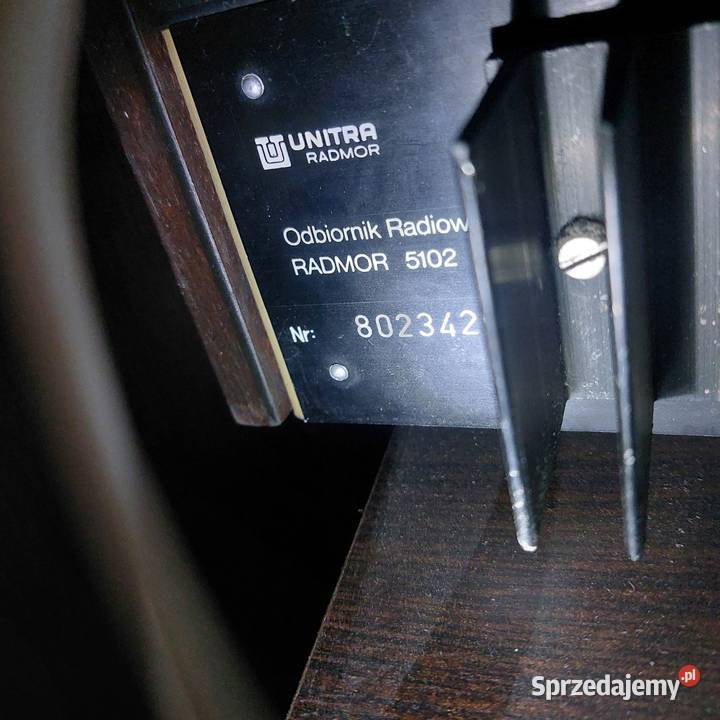 UNITRA
RADMOR
Odbiornik Radiow
RADMOR 5102
Nr: 802342
Sprzedajemy.pl